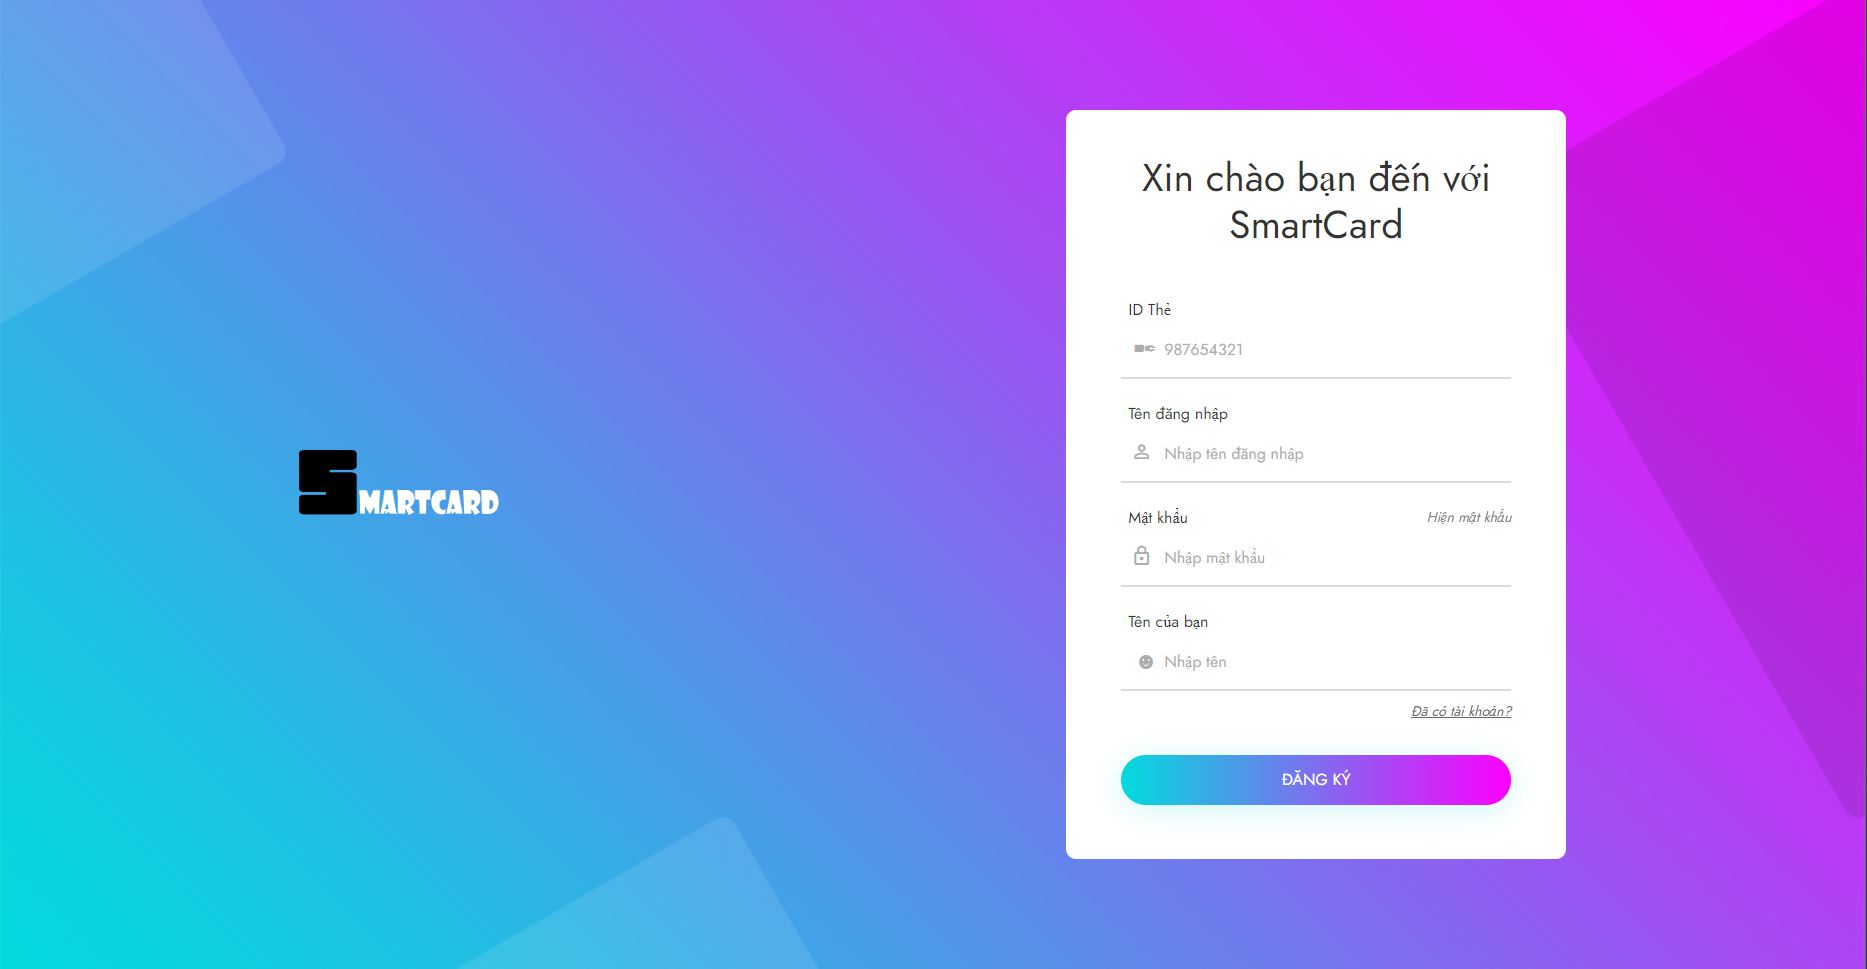 SMARTCARD
Xin chào bạn đến với
SmartCard
ID Thẻ
987654321
Tên đăng nhập
Nhập tên đăng nhập
Mật khẩu
Hiện mật khẩu
Nhập mật khẩu
Tên của bạn
Nhập tên
Đã có tài khoản?
ĐĂNG KÝ